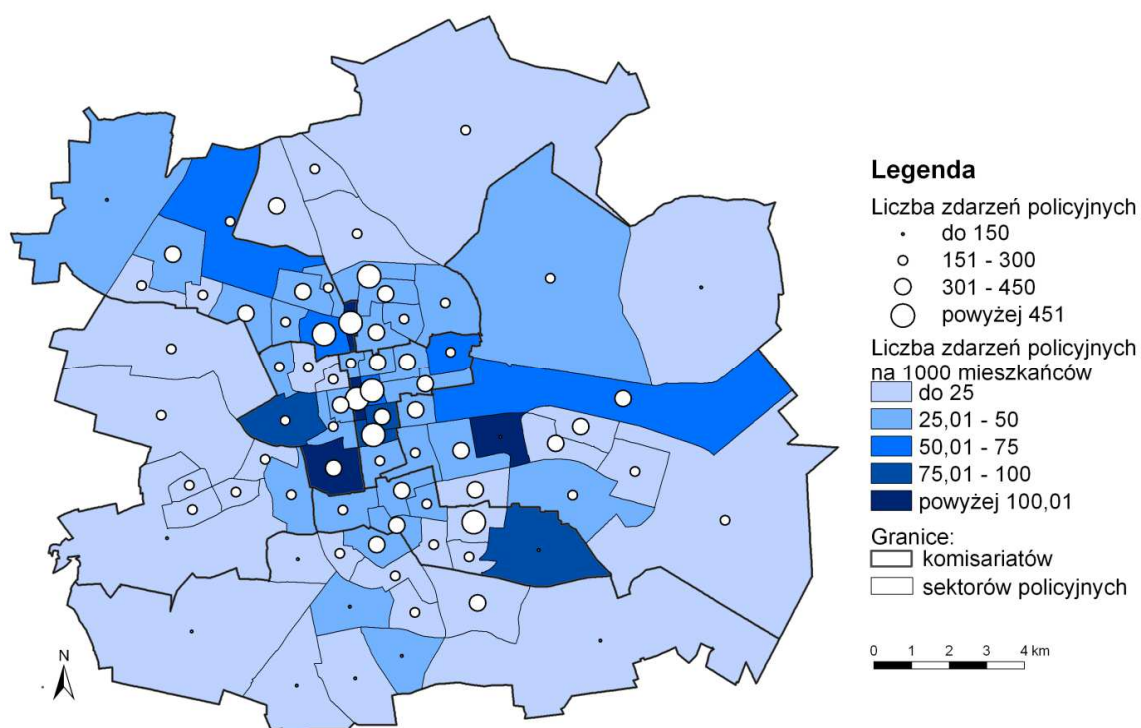 Legenda
Liczba zdarzeń policyjnych
do 150
151 - 300
301 - 450
powyżej 451
Liczba zdarzeń policyjnych
na 1000 mieszkańców
do 25
25,01 - 50
50,01 - 75
75,01 - 100
powyżej 100,01
Granice:
komisariatów
sektorów policyjnych
N
0 1 2 3 4 km